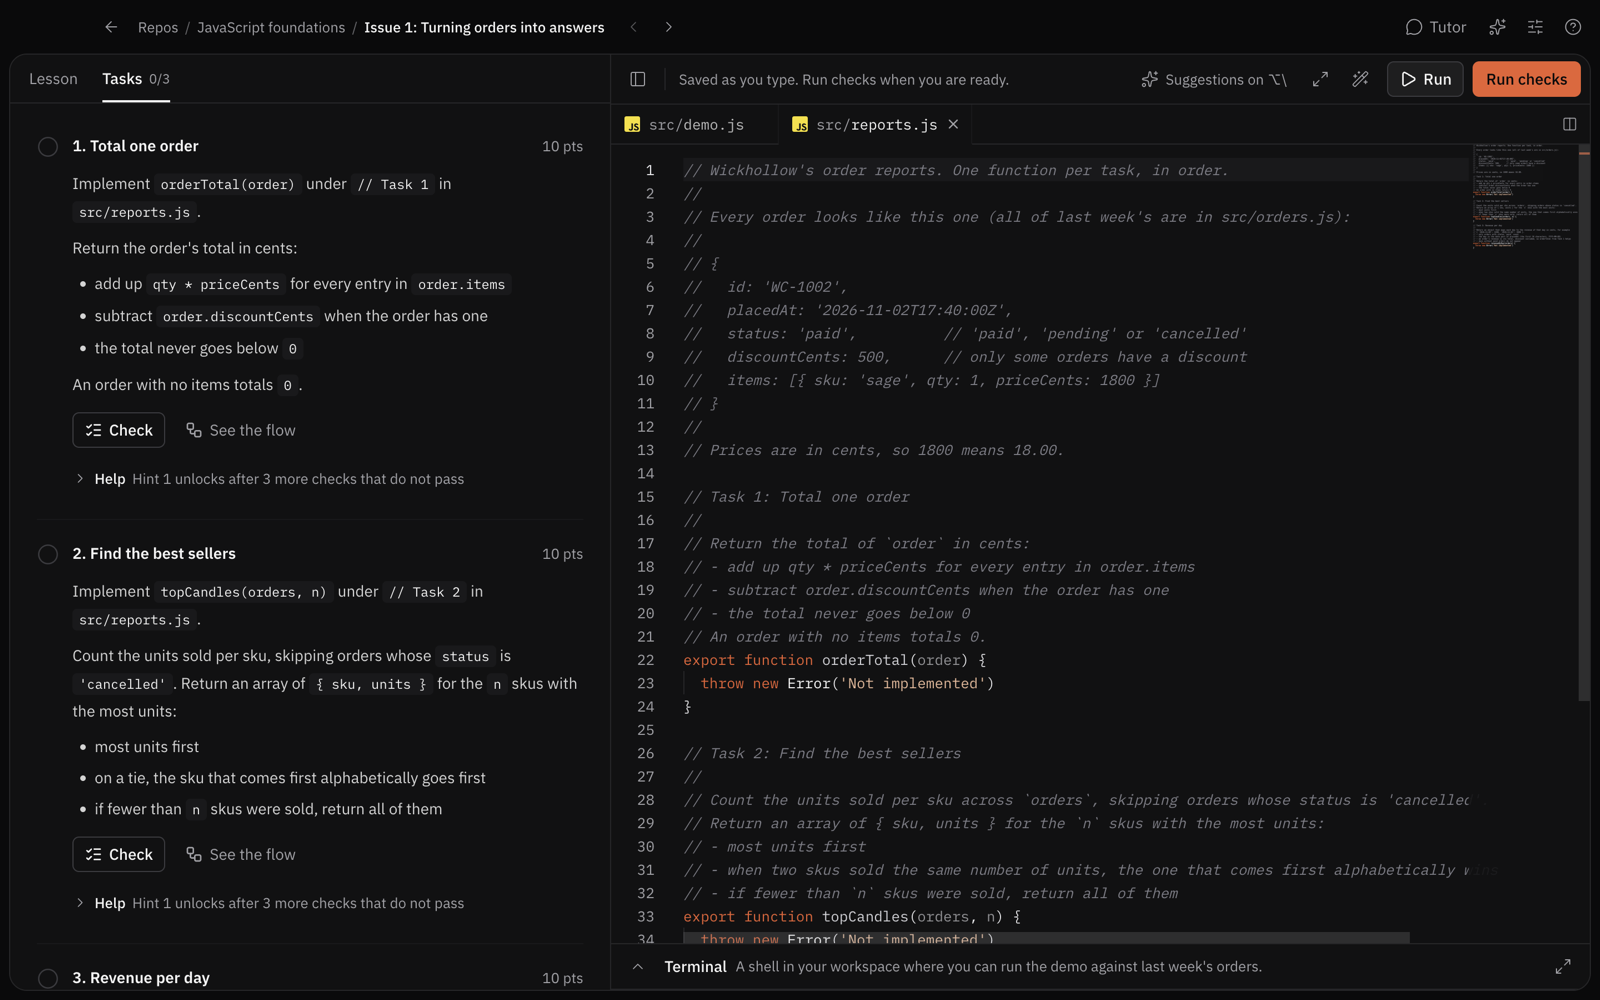 Repos / JavaScript foundations / Issue 1: Turning orders into answers
Tutor
Lesson
Tasks 0/3
1. Total one order
10 pts
Implement orderTotal(order) under // Task 1 in
src/reports.js .
Return the order's total in cents:
• add up qty * priceCents for every entry in order.items
• subtract order.discountCents when the order has one
• the total never goes below 0
An order with no items totals 0 .
Check
See the flow
Help Hint 1 unlocks after 3 more checks that do not pass
2. Find the best sellers
10 pts
Implement topCandles(orders, n) under // Task 2 in
src/reports.js .
Count the units sold per sku, skipping orders whose status is
'cancelled' . Return an array of { sku, units } for the n skus with
the most units:
• most units first
• on a tie, the sku that comes first alphabetically goes first
• if fewer than n skus were sold, return all of them
Check
See the flow
Help Hint 1 unlocks after 3 more checks that do not pass
3. Revenue per day
10 pts
Saved as you type. Run checks when you are ready.
Suggestions on ⌥\
Run
Run checks
JS src/demo.js
JS src/reports.js
1 // Wickhollow's order reports. One function per task, in order.
2 //
3 // Every order looks like this one (all of last week's are in src/orders.js):
4 //
5 // {
6 //   id: 'WC-1002',
7 //   placedAt: '2026-11-02T17:40:00Z',
8 //   status: 'paid',          // 'paid', 'pending' or 'cancelled'
9 //   discountCents: 500,      // only some orders have a discount
10 //   items: [{ sku: 'sage', qty: 1, priceCents: 1800 }]
11 // }
12 //
13 // Prices are in cents, so 1800 means 18.00.
14
15 // Task 1: Total one order
16 //
17 // Return the total of `order` in cents:
18 // - add up qty * priceCents for every entry in order.items
19 // - subtract order.discountCents when the order has one
20 // - the total never goes below 0
21 // An order with no items totals 0.
22 export function orderTotal(order) {
23   throw new Error('Not implemented')
24 }
25
26 // Task 2: Find the best sellers
27 //
28 // Count the units sold per sku across `orders`, skipping orders whose status is 'cancelled'.
29 // Return an array of { sku, units } for the `n` skus with the most units:
30 // - most units first
31 // - when two skus sold the same number of units, the one that comes first alphabetically wins
32 // - if fewer than `n` skus were sold, return all of them
33 export function topCandles(orders, n) {
34   throw new Error('Not implemented')
Terminal A shell in your workspace where you can run the demo against last week's orders.